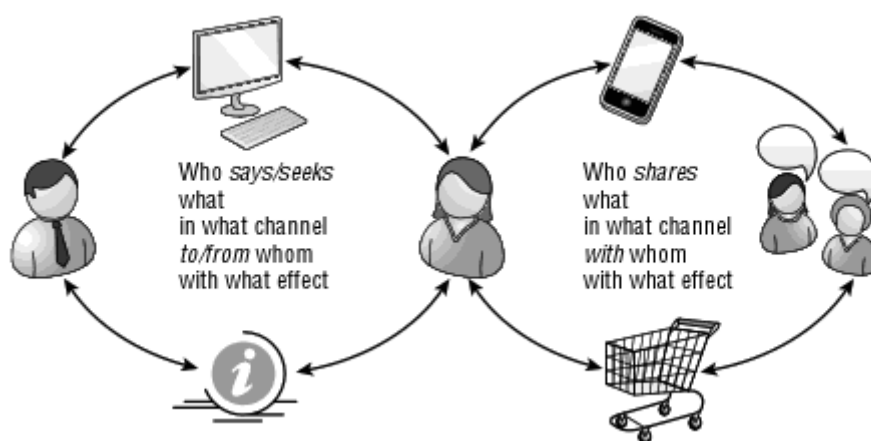 Who says/seeks
what
in what channel
to/from whom
with what effect
Who shares
what
in what channel
with whom
with what effect
i